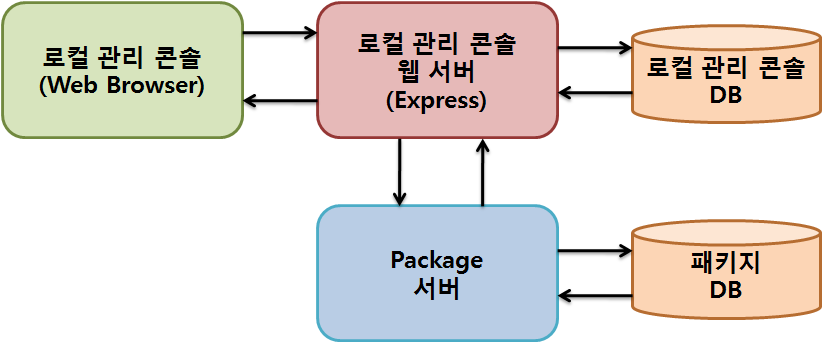 로컬 관리 콘솔
(Web Browser)
로컬 관리 콘솔
웹 서버
(Express)
로컬 관리 콘솔
DB
Package
서버
패키지
DB